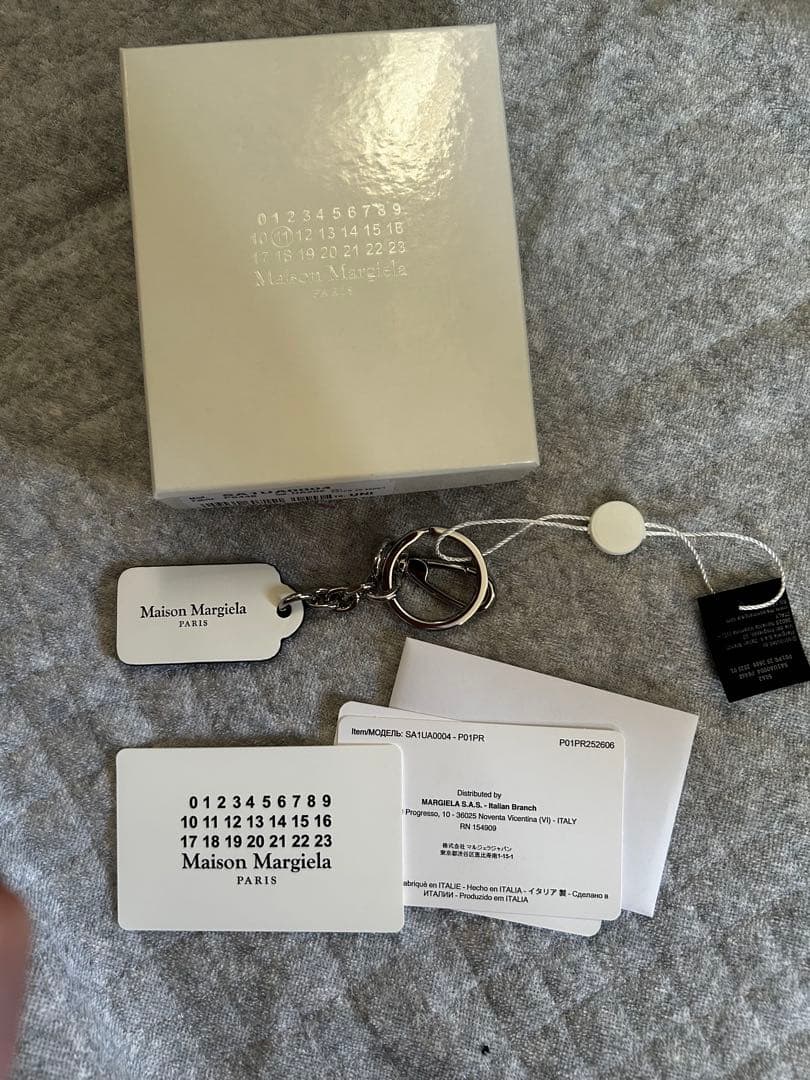 0 1 2 3 4 5 6 7 8 9
10 11 12 13 14 15 16
17 18 19 20 21 22 23
Maison Margiela
PARIS
SA1UA0004
UNI
Maison Margiela
PARIS
Item/МОДЕЛЬ: SA1UA0004 - P01PR
P01PR252606
Distributed by
MARGIELA S.A.S. - Italian Branch
Progresso, 10 - 36025 Noventa Vicentina (VI) - ITALY
RN 154909
株式会社 マルジェラジャパン
東京都渋谷区恵比寿南1-13-1
abriqué en ITALIE - Hecho en ITALIA - イタリア 製 - Сделано в
ИТАЛИИ - Produzido em ITALIA
0 1 2 3 4 5 6 7 8 9
10 11 12 13 14 15 16
17 18 19 20 21 22 23
Maison Margiela
PARIS